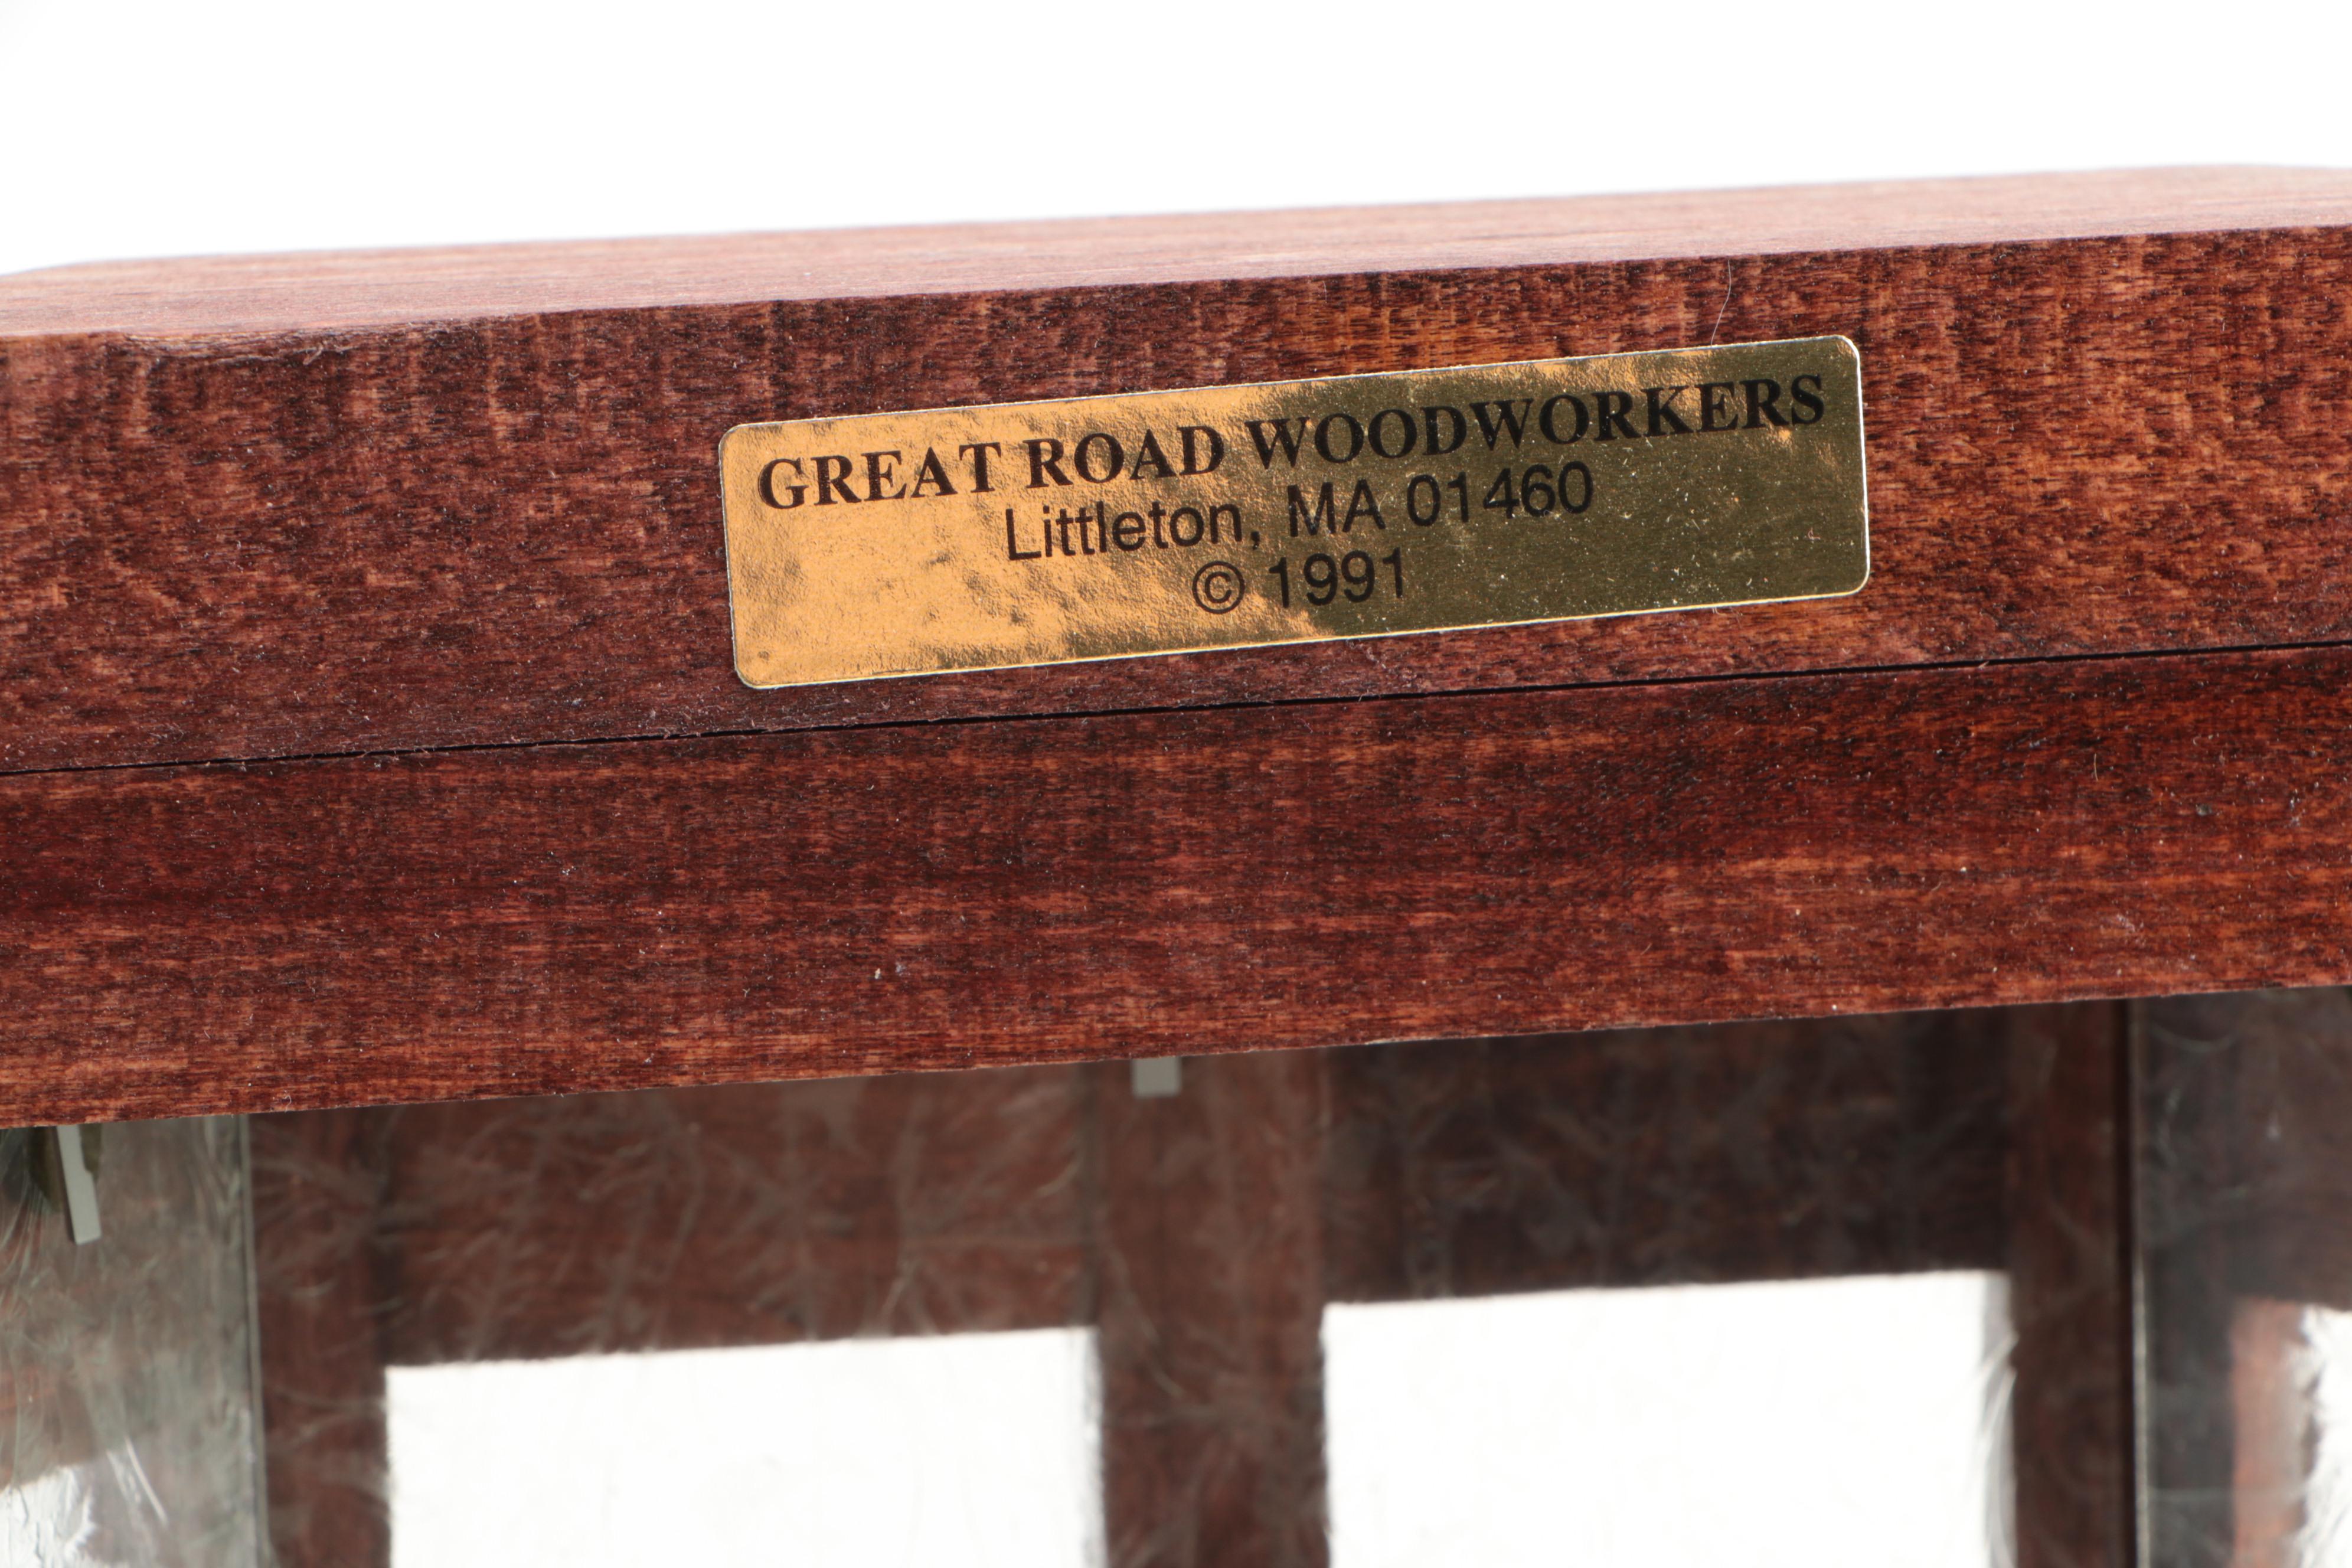 GREAT ROAD WOODWORKERS
Littleton, MA 01460
© 1991